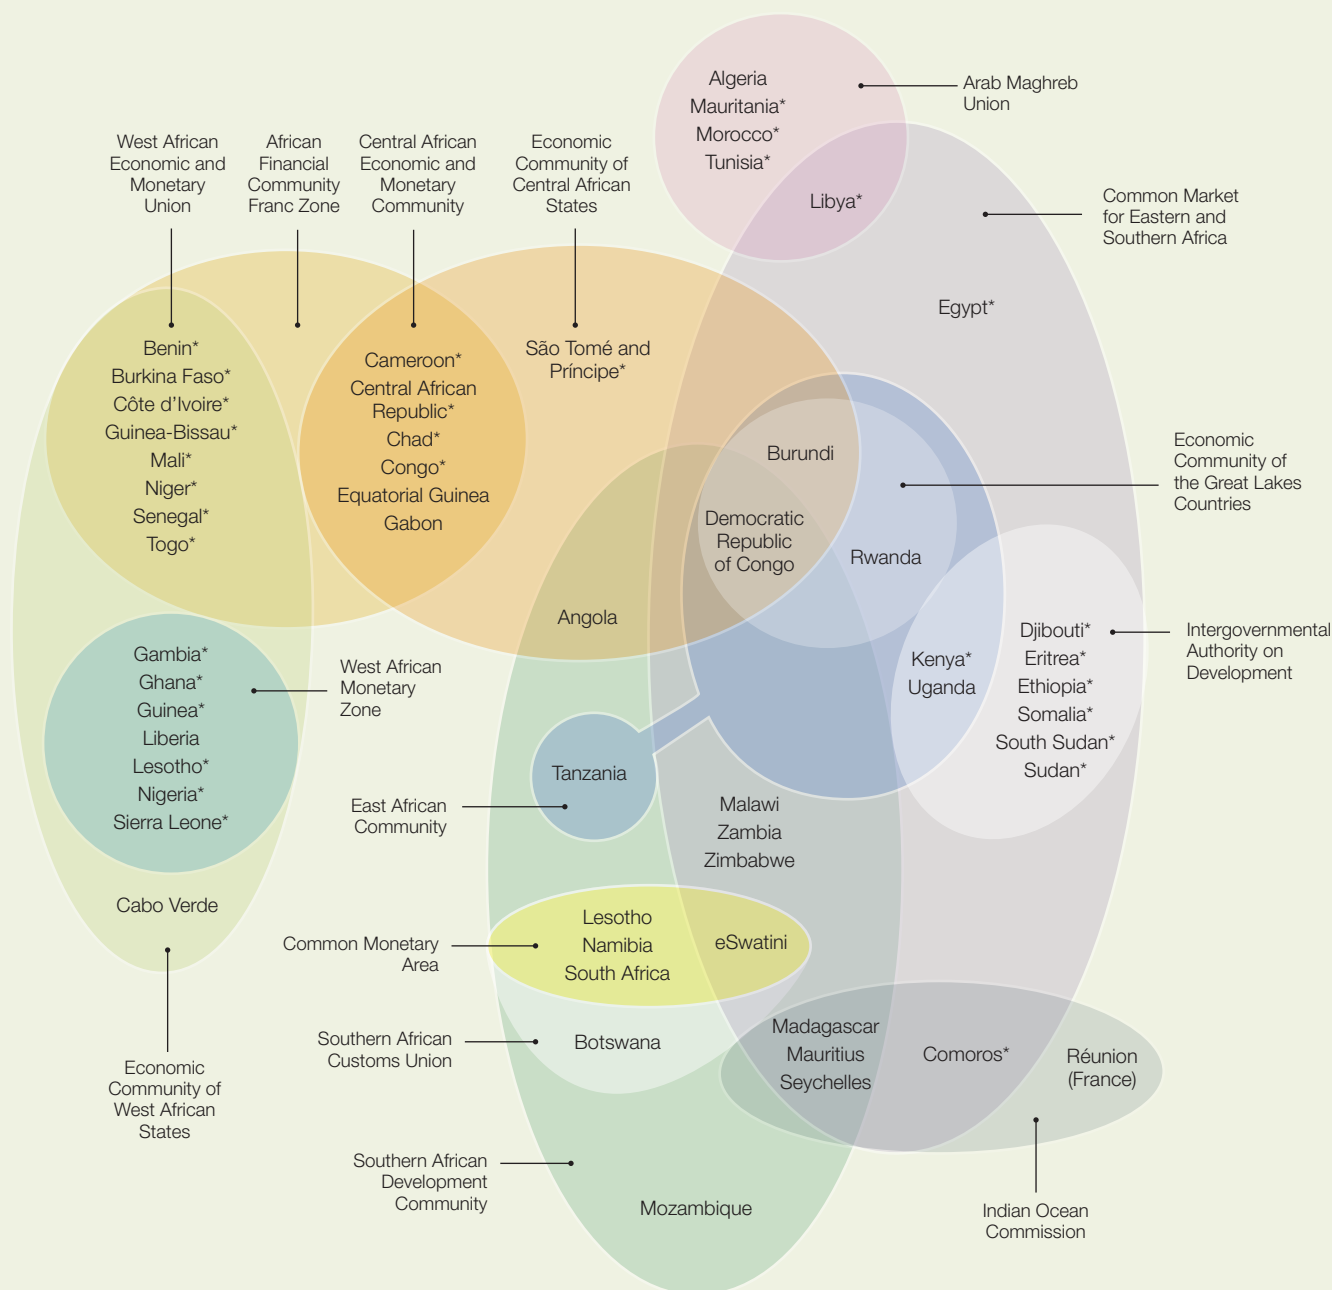 Algeria
Mauritania*
Morocco*
Tunisia*
Arab Maghreb
Union
Libya*
West African
Economic and
Monetary
Union
African
Financial
Community
Franc Zone
Central African
Economic and
Monetary
Community
Economic
Community of
Central African
States
Common Market
for Eastern and
Southern Africa
Egypt*
Benin*
Burkina Faso*
Côte d'Ivoire*
Guinea-Bissau*
Mali*
Niger*
Senegal*
Togo*
Cameroon*
Central African
Republic*
Chad*
Congo*
Equatorial Guinea
Gabon
São Tomé and
Príncipe*
Burundi
Democratic
Republic
of Congo
Rwanda
Economic
Community of
the Great Lakes
Countries
Angola
Kenya*
Uganda
Djibouti*
Eritrea*
Ethiopia*
Somalia*
South Sudan*
Sudan*
Intergovernmental
Authority on
Development
Gambia*
Ghana*
Guinea*
Liberia
Lesotho*
Nigeria*
Sierra Leone*
West African
Monetary
Zone
Tanzania
East African
Community
Malawi
Zambia
Zimbabwe
Cabo Verde
Common Monetary
Area
Lesotho
Namibia
South Africa
eSwatini
Southern African
Customs Union
Botswana
Madagascar
Mauritius
Seychelles
Comoros*
Réunion
(France)
Economic
Community of
West African
States
Southern African
Development
Community
Mozambique
Indian Ocean
Commission